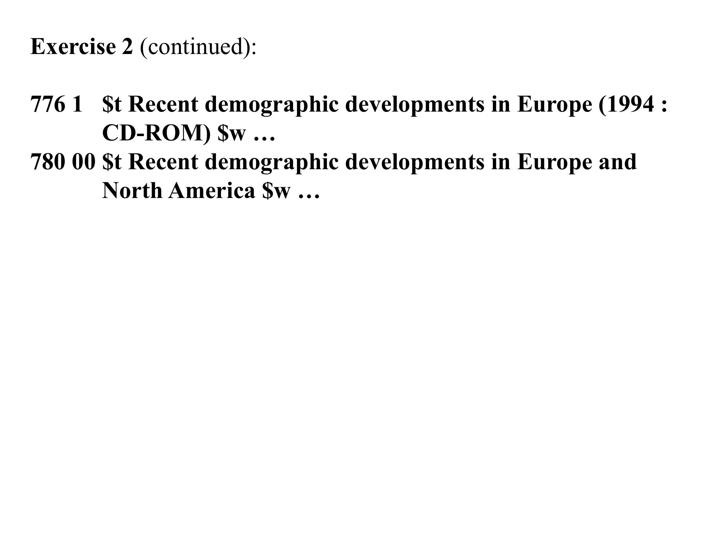 Exercise 2 (continued):
776 1 $t Recent demographic developments in Europe (1994 :
CD-ROM) $w …
780 00 $t Recent demographic developments in Europe and
North America $w …